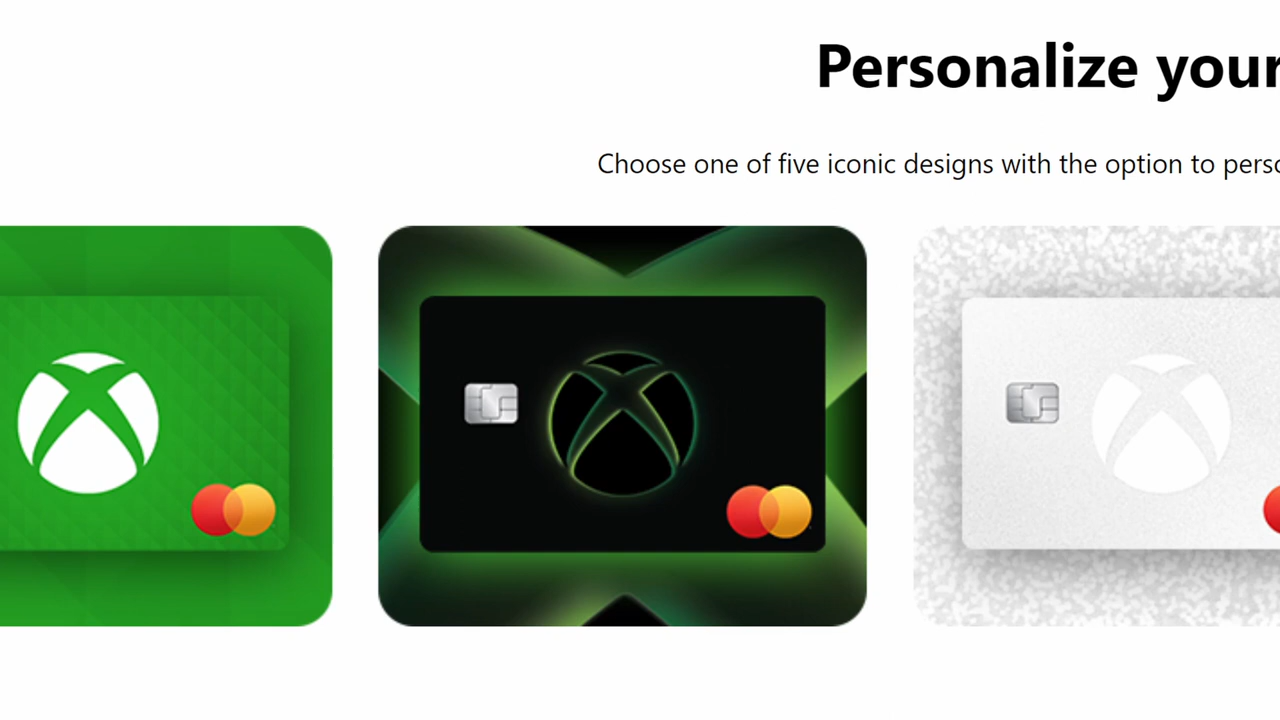 Personalize your
Choose one of five iconic designs with the option to perso